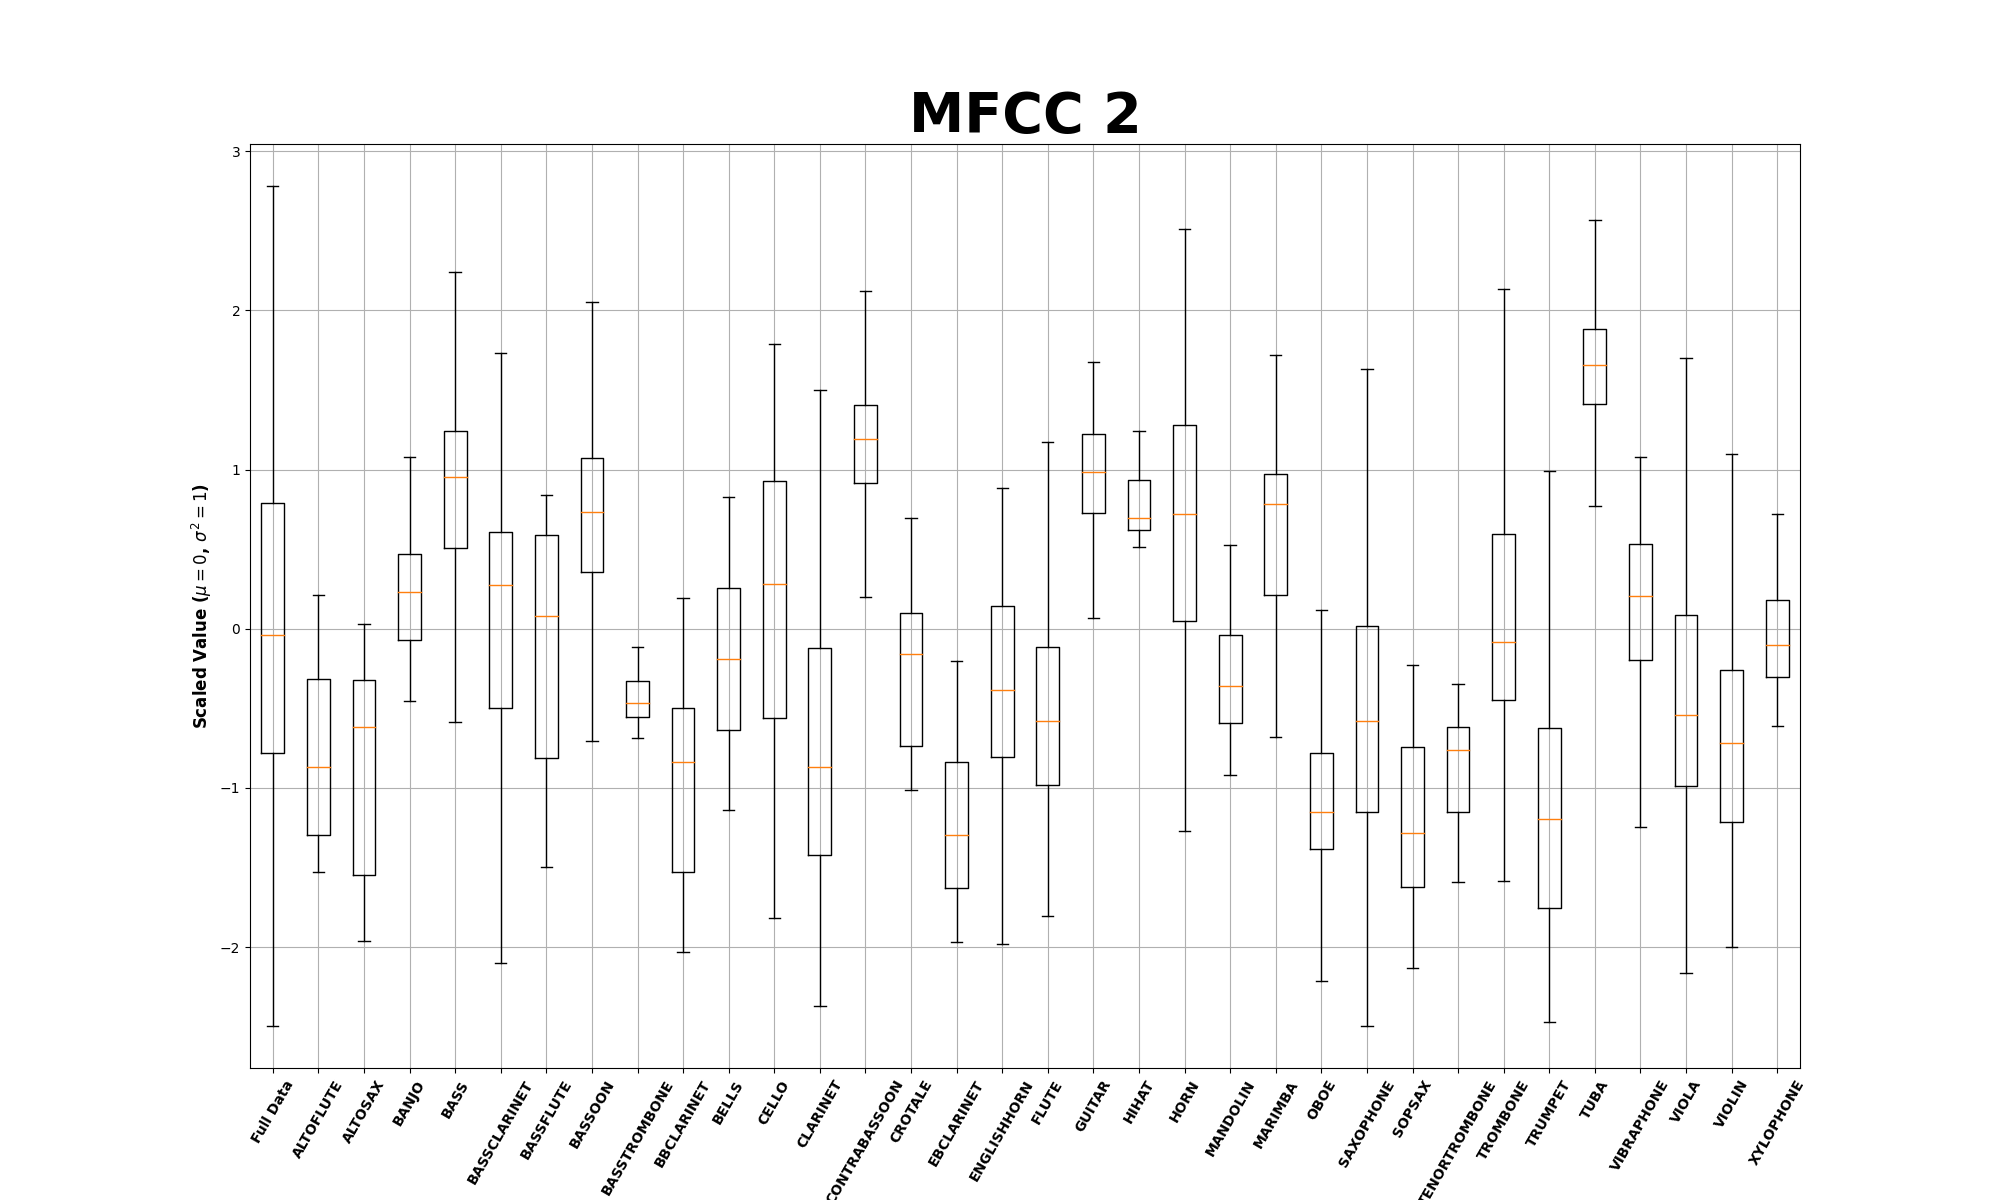 MFCC 2
3
2
1
0
−1
−2
Scaled Value (μ = 0, σ² = 1)
Full Data
ALTOFLUTE
ALTOSAX
BANJO
BASS
BASSCLARINET
BASSFLUTE
BASSOON
BASSTROMBONE
BBCLARINET
BELLS
CELLO
CLARINET
CONTRABASSOON
CROTALE
EBCLARINET
ENGLISHHORN
FLUTE
GUITAR
HIHAT
HORN
MANDOLIN
MARIMBA
OBOE
SAXOPHONE
SOPSAX
TENORTROMBONE
TROMBONE
TRUMPET
TUBA
VIBRAPHONE
VIOLA
VIOLIN
XYLOPHONE